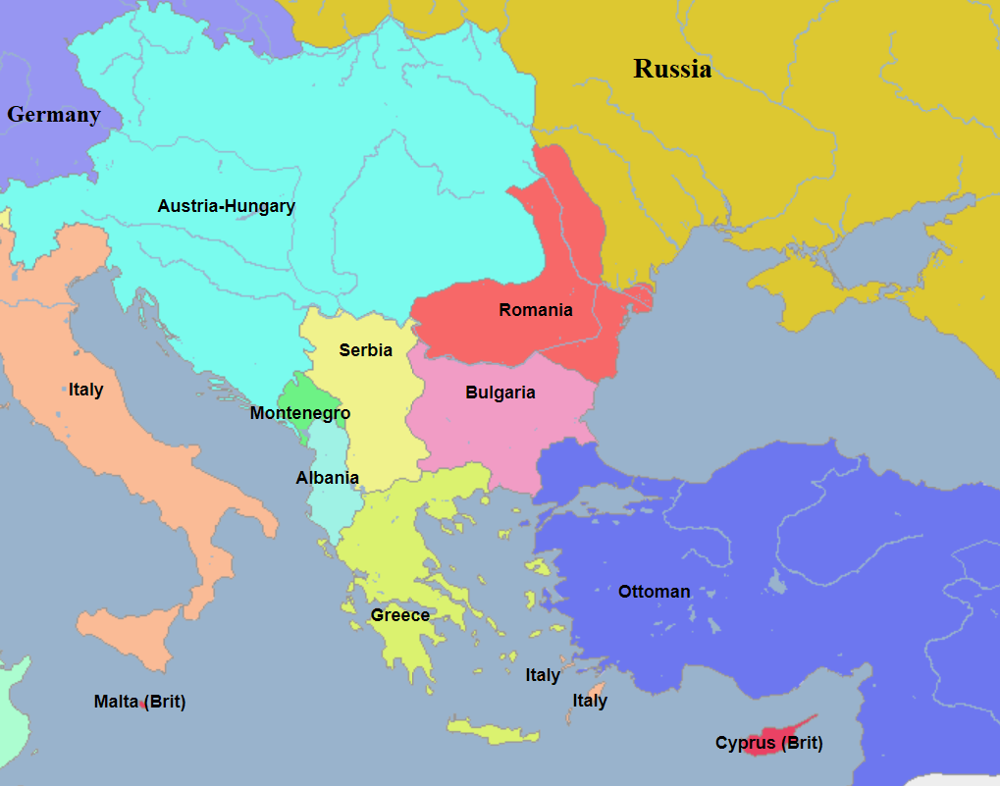 Russia
Germany
Austria-Hungary
Romania
Serbia
Italy
Bulgaria
Montenegro
Albania
Ottoman
Greece
Italy
Italy
Malta (Brit)
Cyprus (Brit)